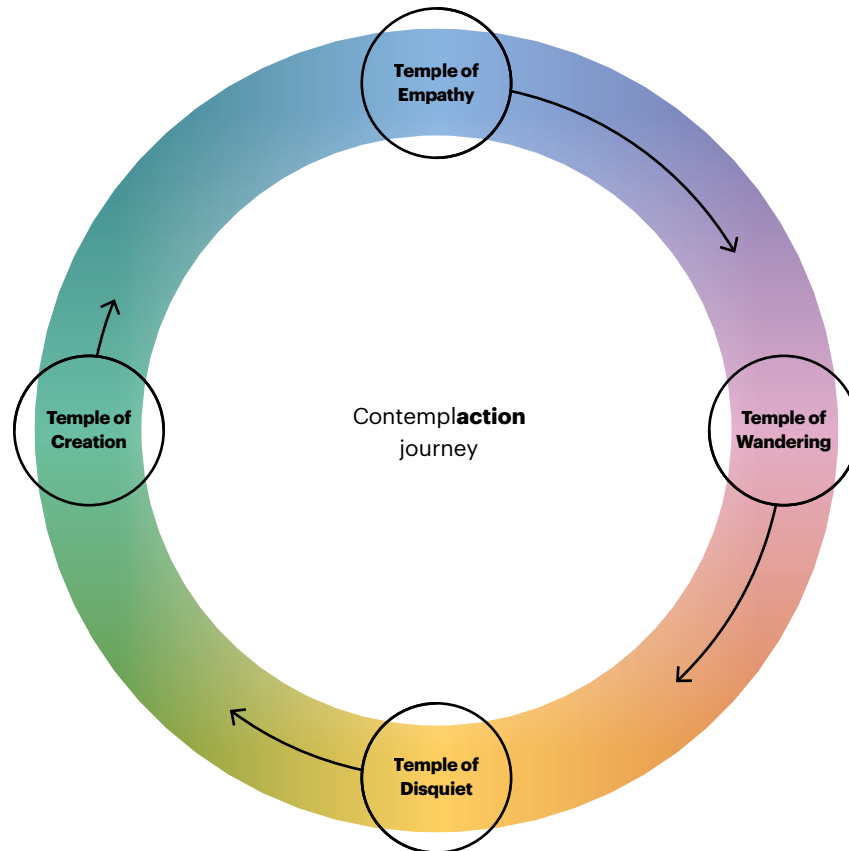 Temple of
Empathy
Temple of
Creation
Contemplaction
journey
Temple of
Wandering
Temple of
Disquiet